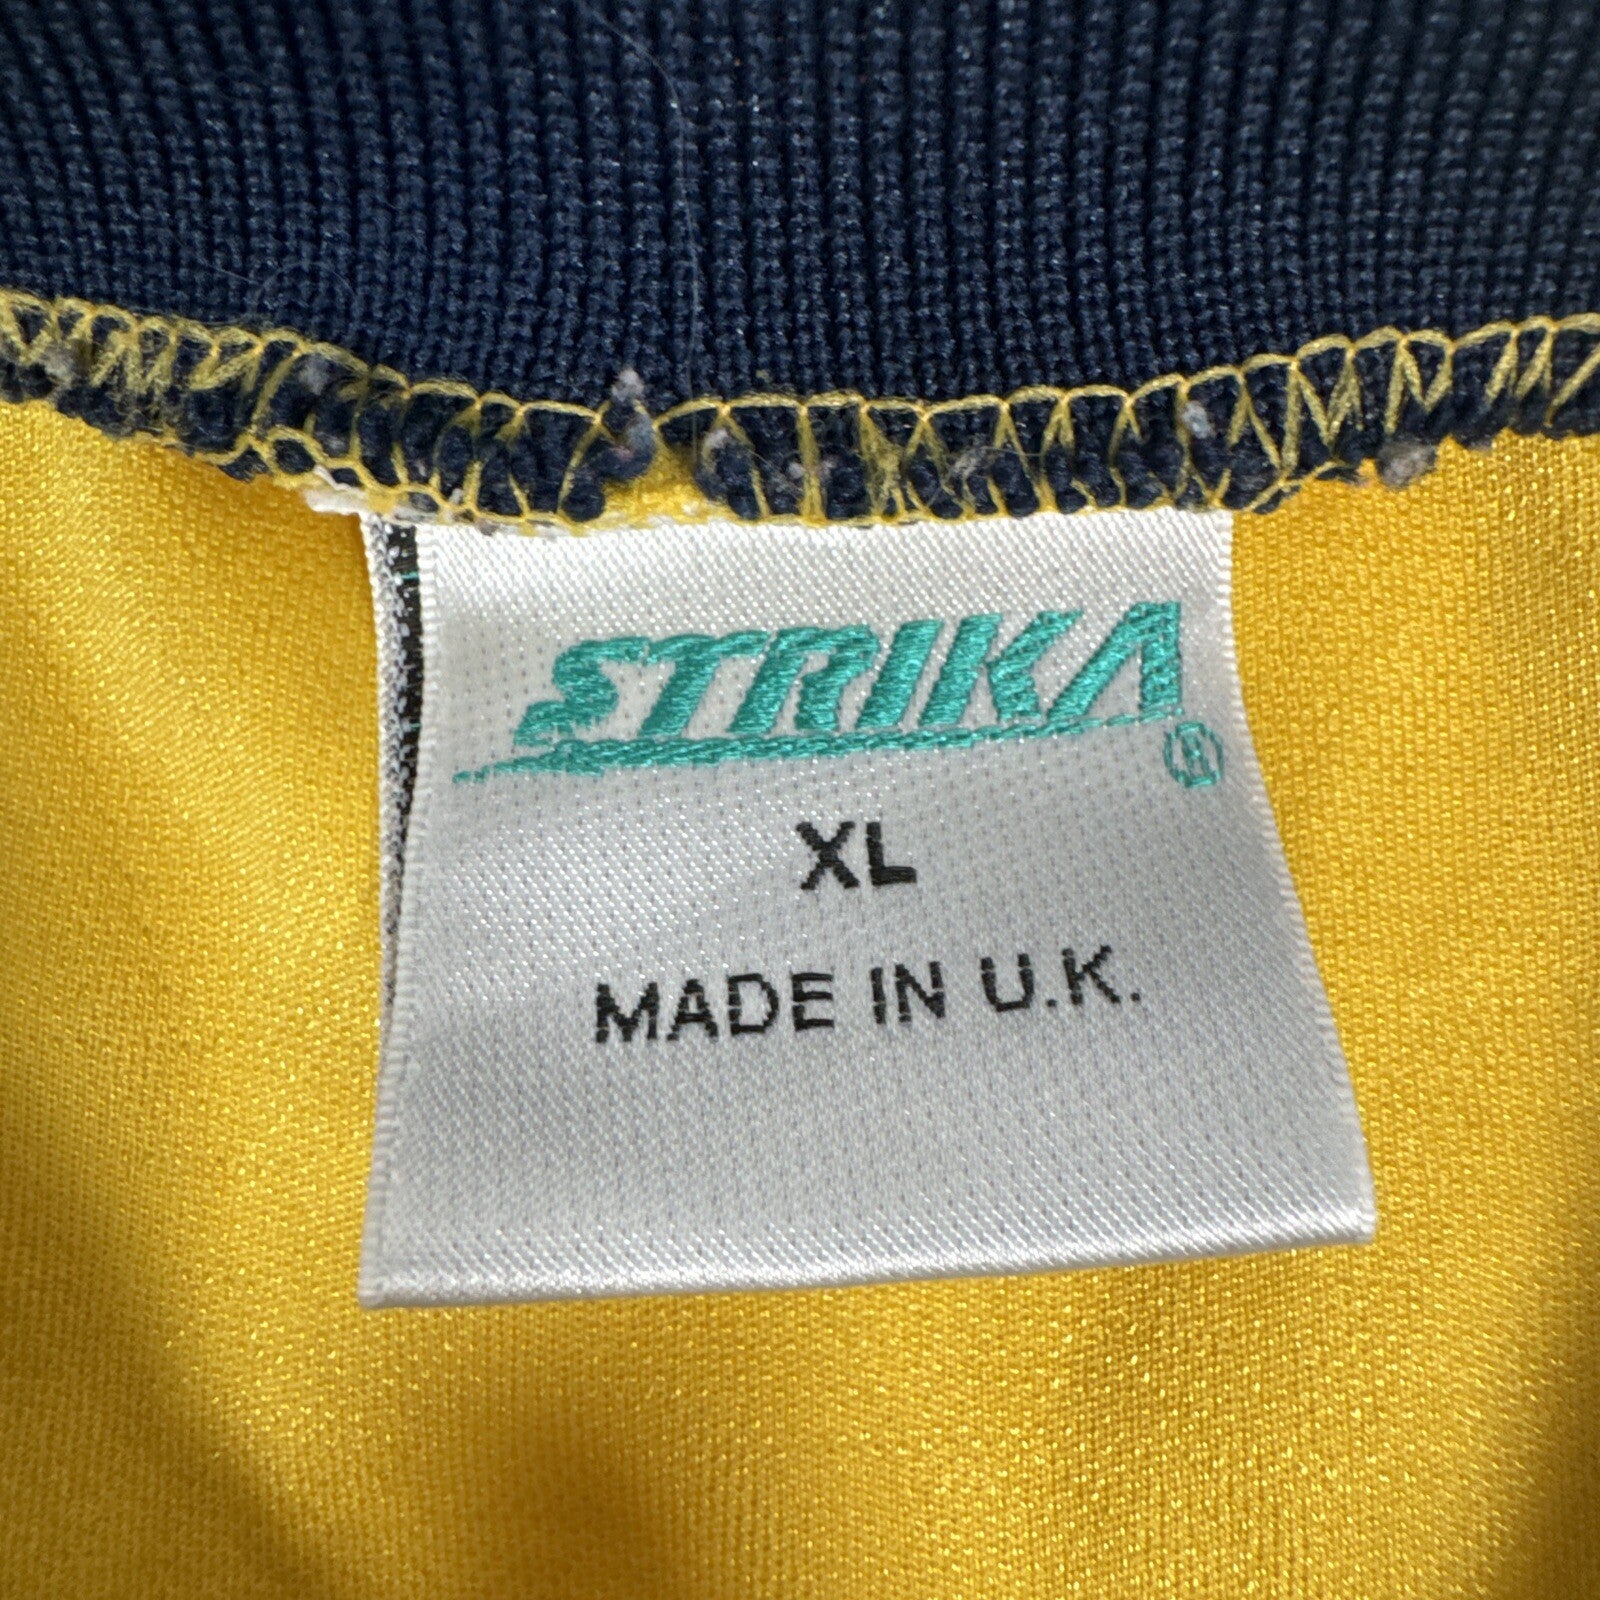 STRIKA®
XL
MADE IN U.K.